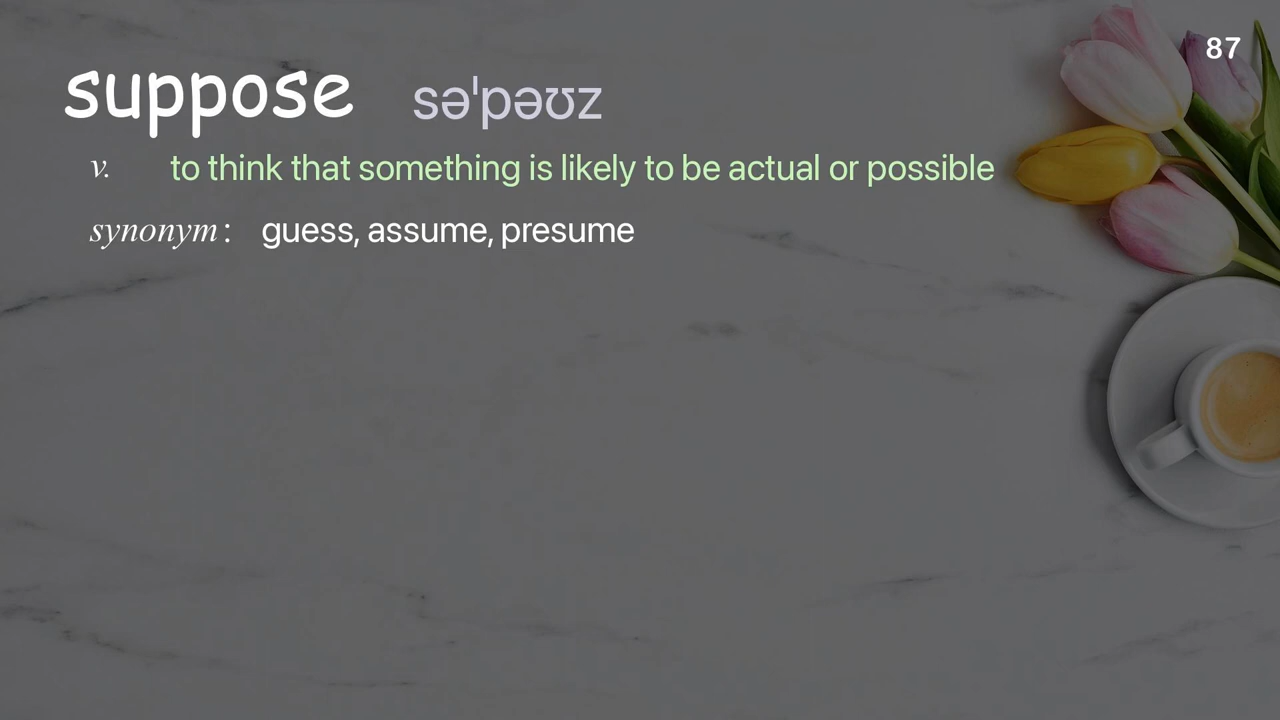 87
suppose səˈpəʊz
v. to think that something is likely to be actual or possible
synonym : guess, assume, presume